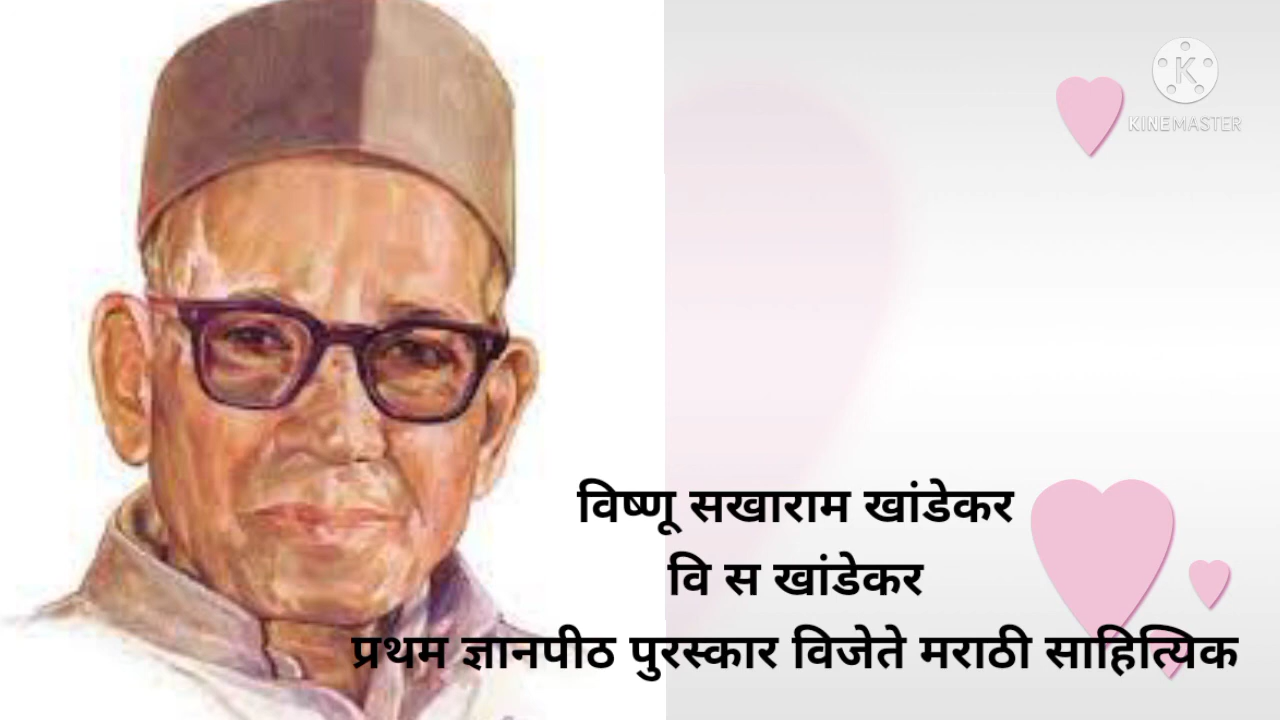 KINEMASTER
विष्णू सखाराम खांडेकर
वि स खांडेकर
प्रथम ज्ञानपीठ पुरस्कार विजेते मराठी साहित्यिक